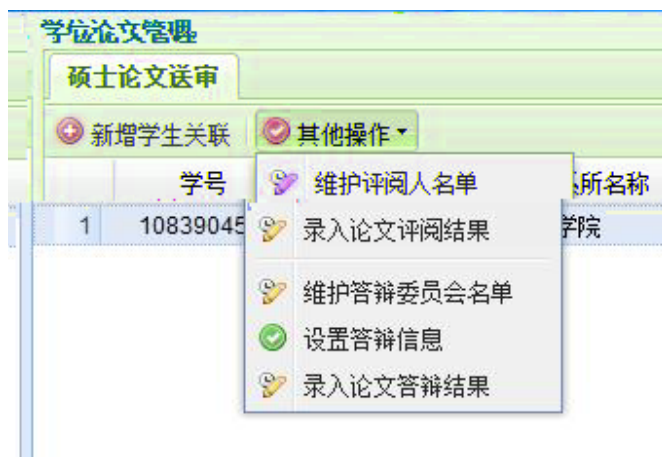 学位论文管理
硕士论文送审
新增学生关联 其他操作
学号 所名称
维护评阅人名单
1 10839045 学院
录入论文评阅结果
维护答辩委员会名单
设置答辩信息
录入论文答辩结果